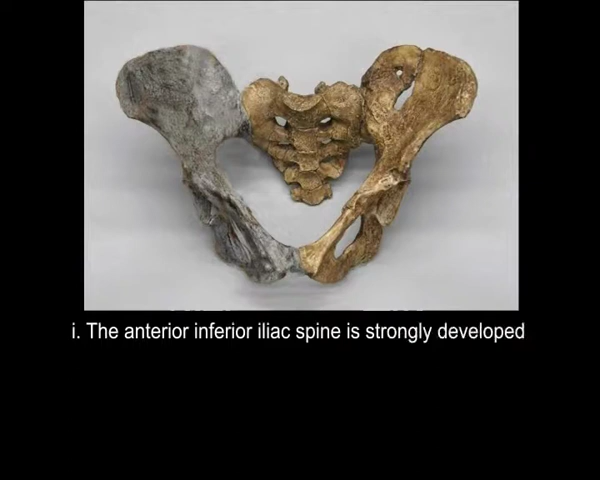 i. The anterior inferior iliac spine is strongly developed